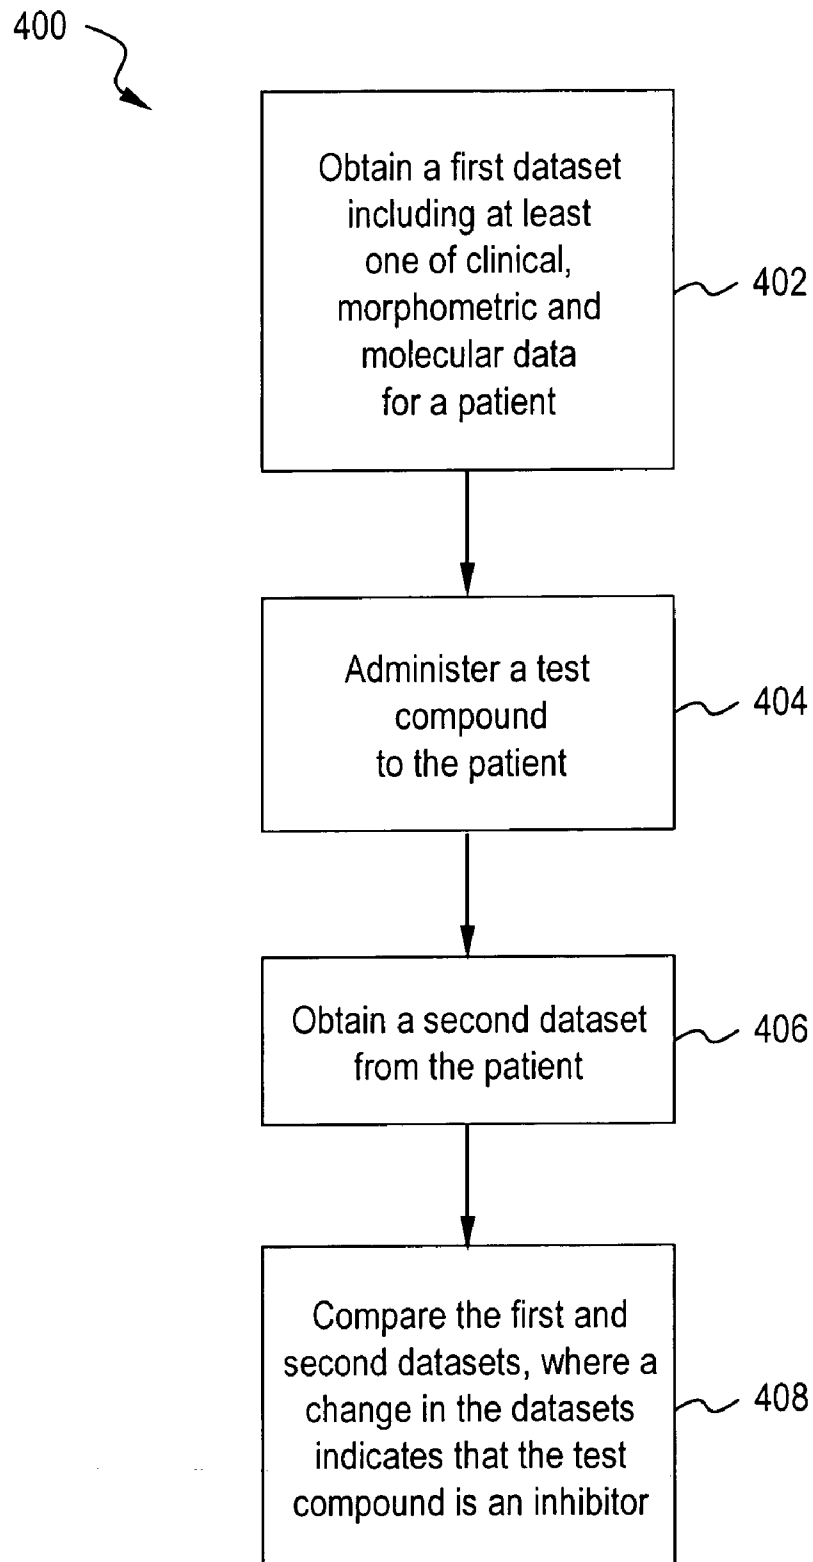 400
Obtain a first dataset
including at least
one of clinical,
morphometric and
molecular data
for a patient
402
Administer a test
compound
to the patient
404
Obtain a second dataset
from the patient
406
Compare the first and
second datasets, where a
change in the datasets
indicates that the test
compound is an inhibitor
408